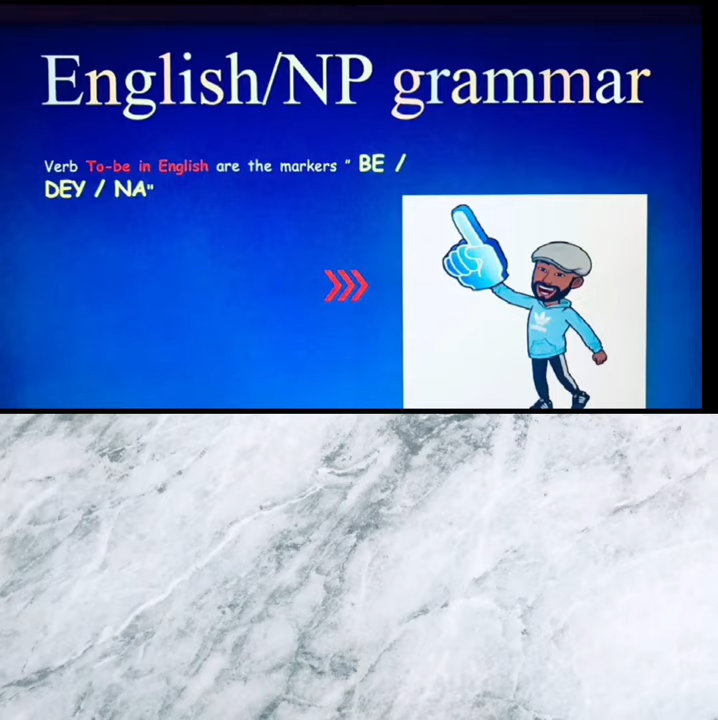 English/NP grammar
Verb To-be in English are the markers " BE /
DEY / NA"